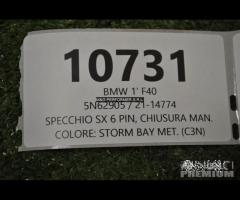 10731
BMW 1' F40
5N62905 / 21-14774
SPECCHIO SX 6 PIN, CHIUSURA MAN.
COLORE: STORM BAY MET. (C3N)
PREMIUM